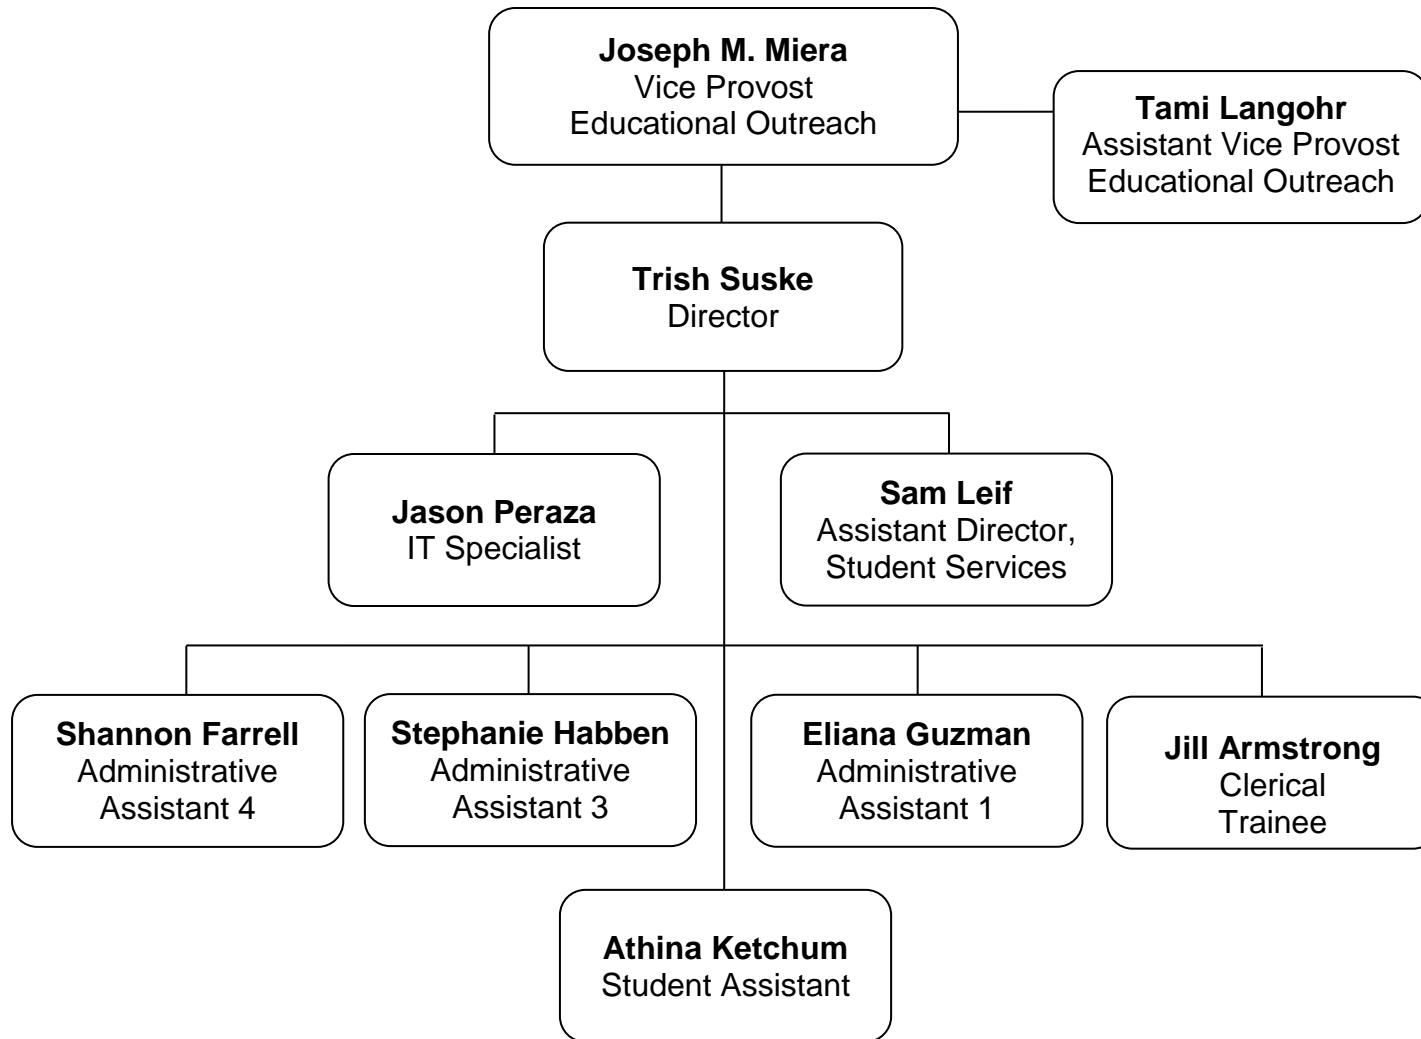 Joseph M. Miera
Vice Provost
Educational Outreach
Tami Langohr
Assistant Vice Provost
Educational Outreach
Trish Suske
Director
Jason Peraza
IT Specialist
Sam Leif
Assistant Director,
Student Services
Shannon Farrell
Administrative
Assistant 4
Stephanie Habben
Administrative
Assistant 3
Eliana Guzman
Administrative
Assistant 1
Jill Armstrong
Clerical
Trainee
Athina Ketchum
Student Assistant